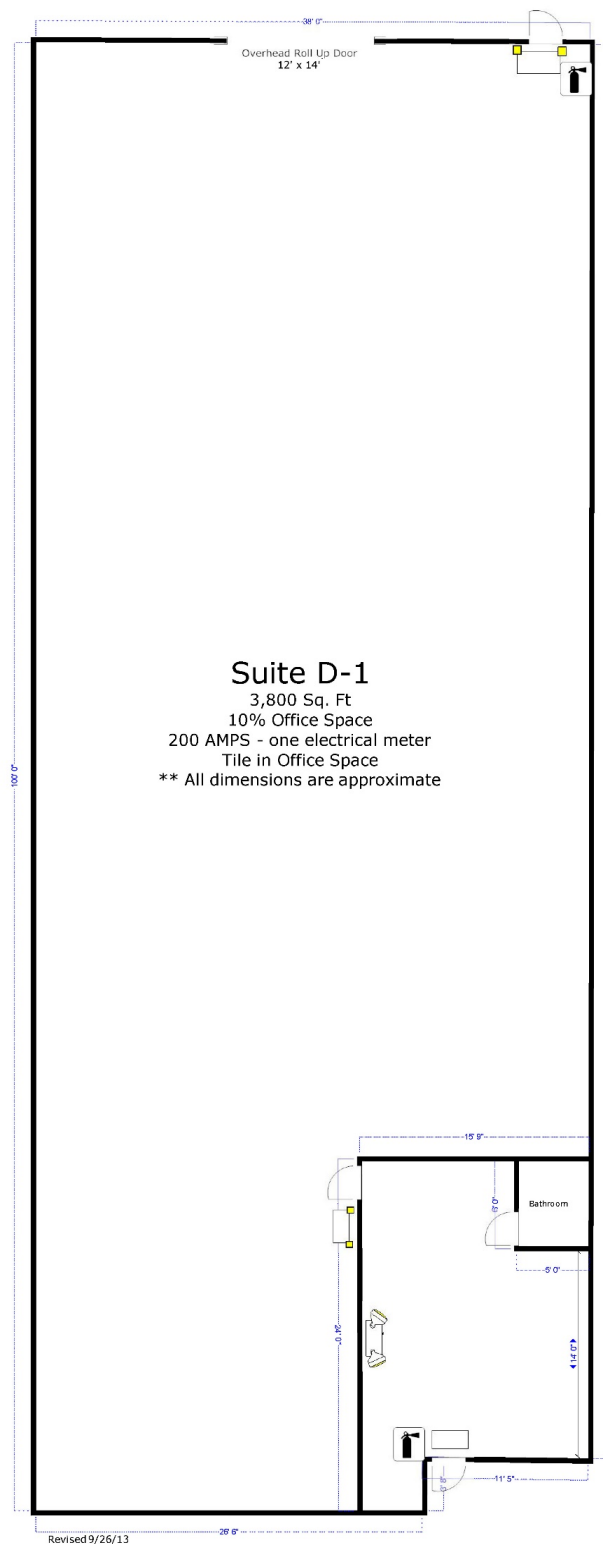 38' 0"
Overhead Roll Up Door
12' x 14'
Suite D-1
3,800 Sq. Ft
10% Office Space
200 AMPS - one electrical meter
Tile in Office Space
** All dimensions are approximate
100' 0"
15' 9"
6' 0"
Bathroom
5' 0"
24' 0"
14' 0"
11' 5"
26' 6"
Revised 9/26/13